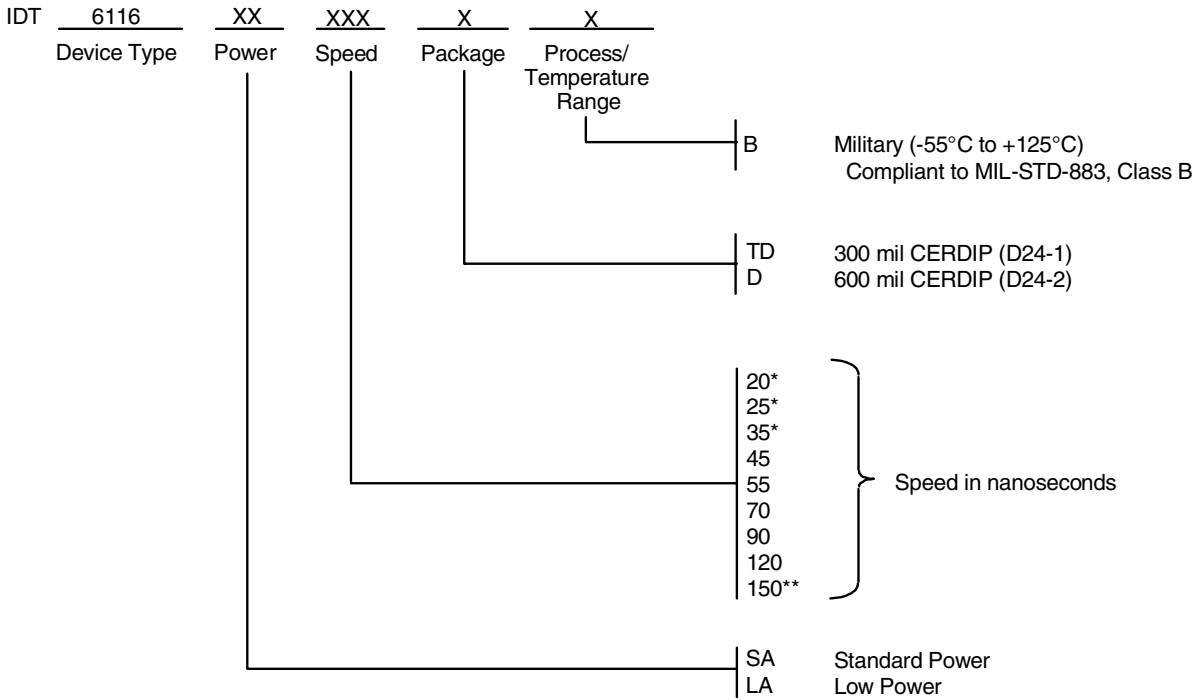 IDT 6116 XX XXX X X
Device Type Power Speed Package Process/
Temperature
Range
B Military (-55°C to +125°C)
Compliant to MIL-STD-883, Class B
TD 300 mil CERDIP (D24-1)
D 600 mil CERDIP (D24-2)
20*
25*
35*
45
55 Speed in nanoseconds
70
90
120
150**
SA Standard Power
LA Low Power